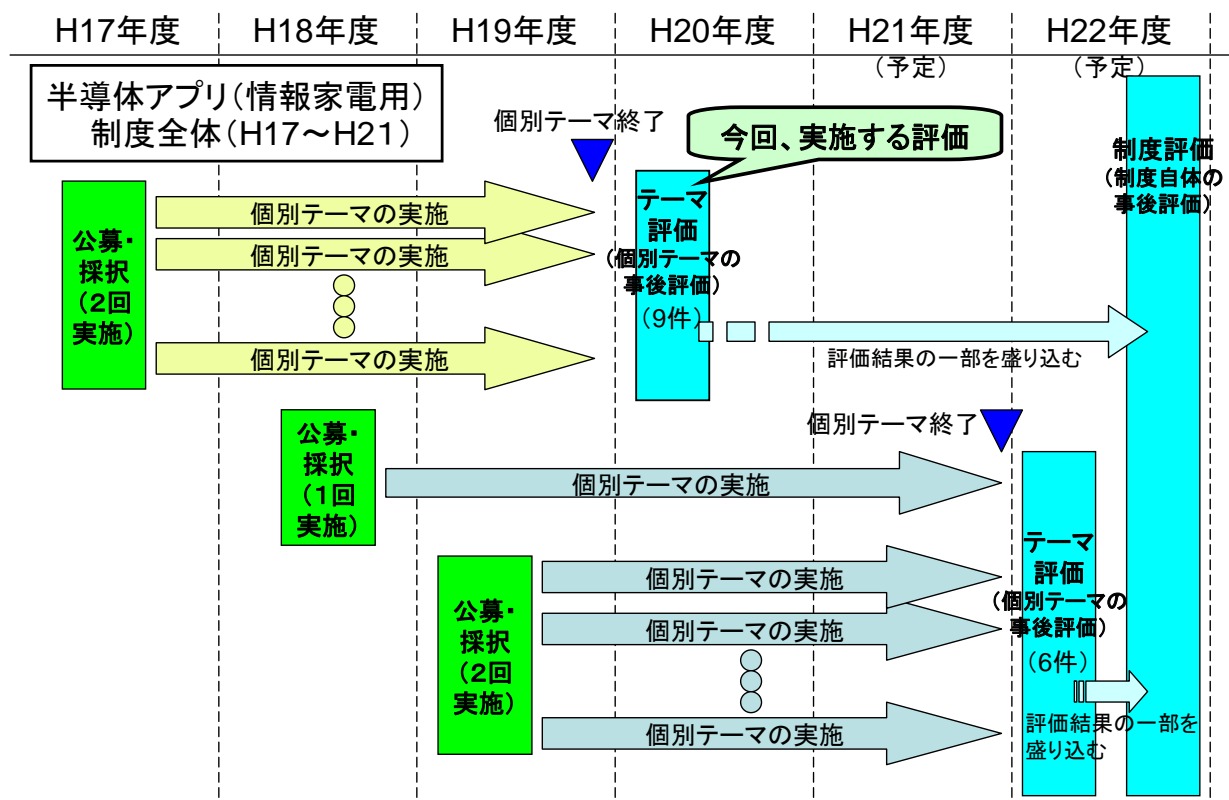 H17年度
H18年度
H19年度
H20年度
H21年度
(予定)
H22年度
(予定)
半導体アプリ(情報家電用)
制度全体(H17～H21)
個別テーマ終了
今回、実施する評価
公募・
採択
(2回
実施)
個別テーマの実施
個別テーマの実施
個別テーマの実施
テーマ
評価
(個別テーマの
事後評価)
(9件)
制度評価
(制度自体の
事後評価)
評価結果の一部を盛り込む
公募・
採択
(1回
実施)
個別テーマの実施
個別テーマ終了
公募・
採択
(2回
実施)
個別テーマの実施
個別テーマの実施
個別テーマの実施
テーマ
評価
(個別テーマの
事後評価)
(6件)
評価結果の一部を
盛り込む